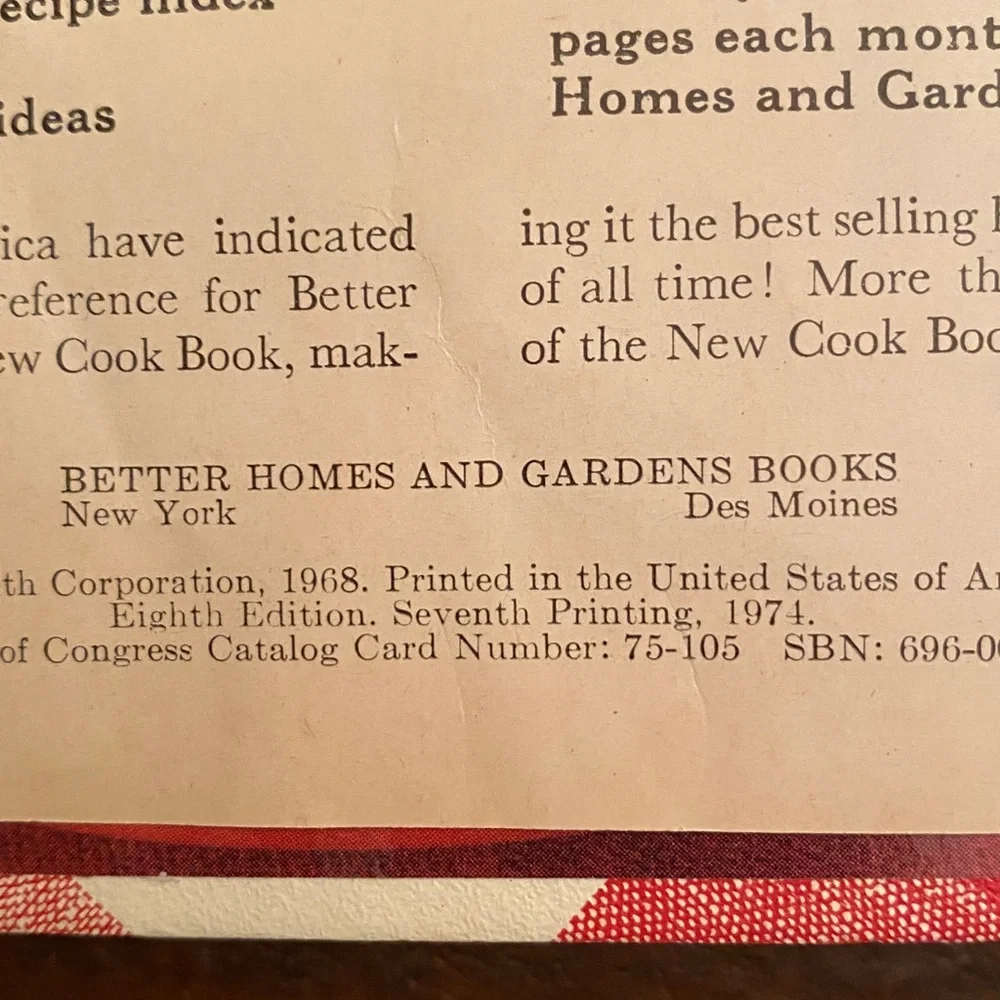 ecipe index
ideas
pages each mont
Homes and Gard
ica have indicated
reference for Better
ew Cook Book, mak-
ing it the best selling
of all time! More th
of the New Cook Boo
BETTER HOMES AND GARDENS BOOKS
New York Des Moines
th Corporation, 1968. Printed in the United States of A
Eighth Edition. Seventh Printing, 1974.
of Congress Catalog Card Number: 75-105 SBN: 696-0